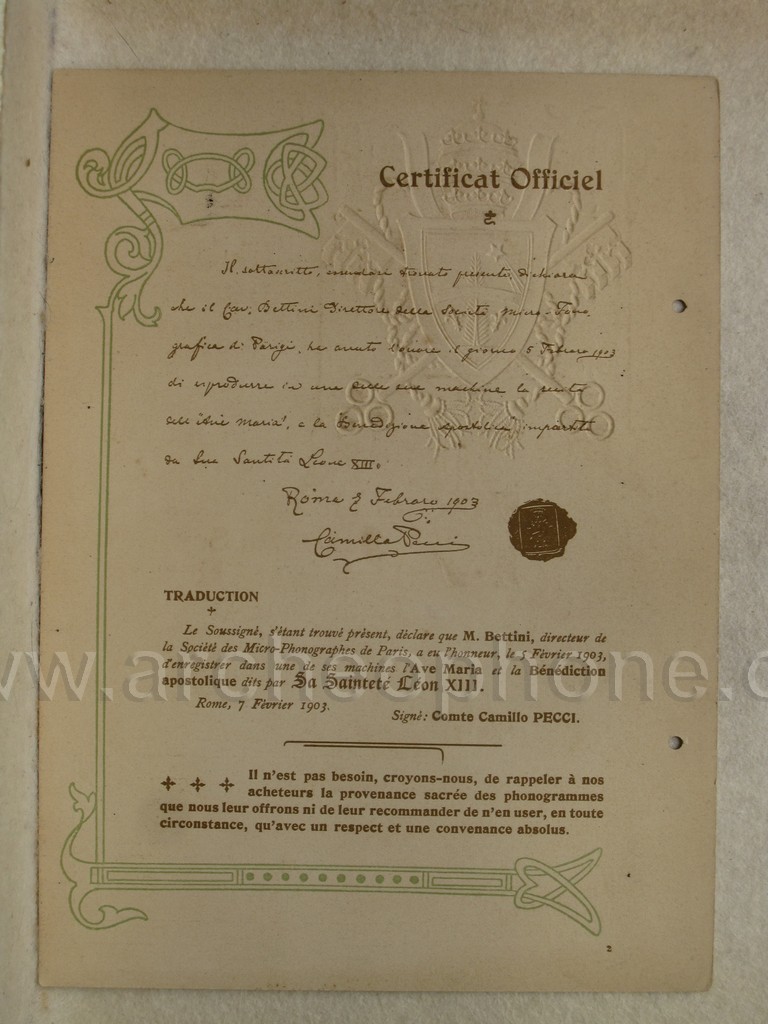 Certificat Officiel
Il sottoscritto, essendosi trovato presente, dichiara
che il Cav. Bettini Direttore della Società Micro-Fono
grafica di Parigi, ha avuto l'onore il giorno 5 Febraro 1903
di riprodurre in una delle sue machine la
dell'Ave Maria, e la Benedizione apostolica impartita
da Sua Santità Leone XIII.
Roma 7 Febraro 1903
Camillo Pecci
TRADUCTION
Le Soussigné, s'étant trouvé présent, déclare que M. Bettini, directeur de
la Société des Micro-Phonographes de Paris, a eu l'honneur, le 5 Février 1903,
d'enregistrer dans une de ses machines l'Ave Maria et la Bénédiction
apostolique dits par Sa Sainteté Léon XIII.
Rome, 7 Février 1903.
Signé: Comte Camillo PECCI.
Il n'est pas besoin, croyons-nous, de rappeler à nos
acheteurs la provenance sacrée des phonogrammes
que nous leur offrons ni de leur recommander de n'en user, en toute
circonstance, qu'avec un respect et une convenance absolus.
2